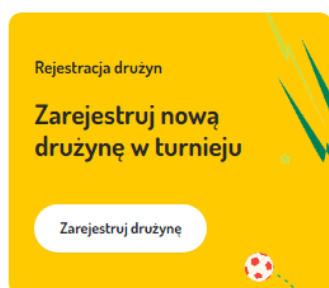 Rejestracja drużyn
Zarejestruj nową
drużynę w turnieju
Zarejestruj drużynę